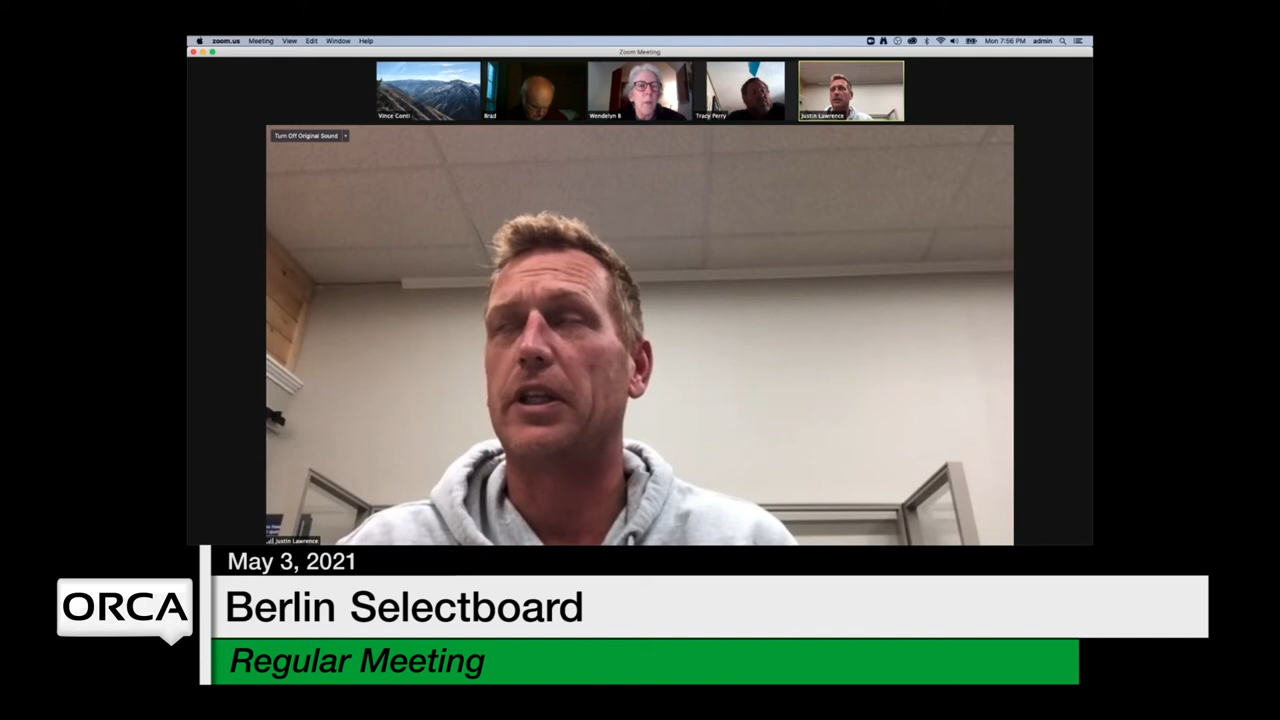 zoom.us Meeting View Edit Window Help Mon 7:56 PM admin
Zoom Meeting
Vince Conti Brad Wendelyn B Tracy Perry Justin Lawrence
Turn Off Original Sound
Justin Lawrence
May 3, 2021
ORCA
Berlin Selectboard
Regular Meeting